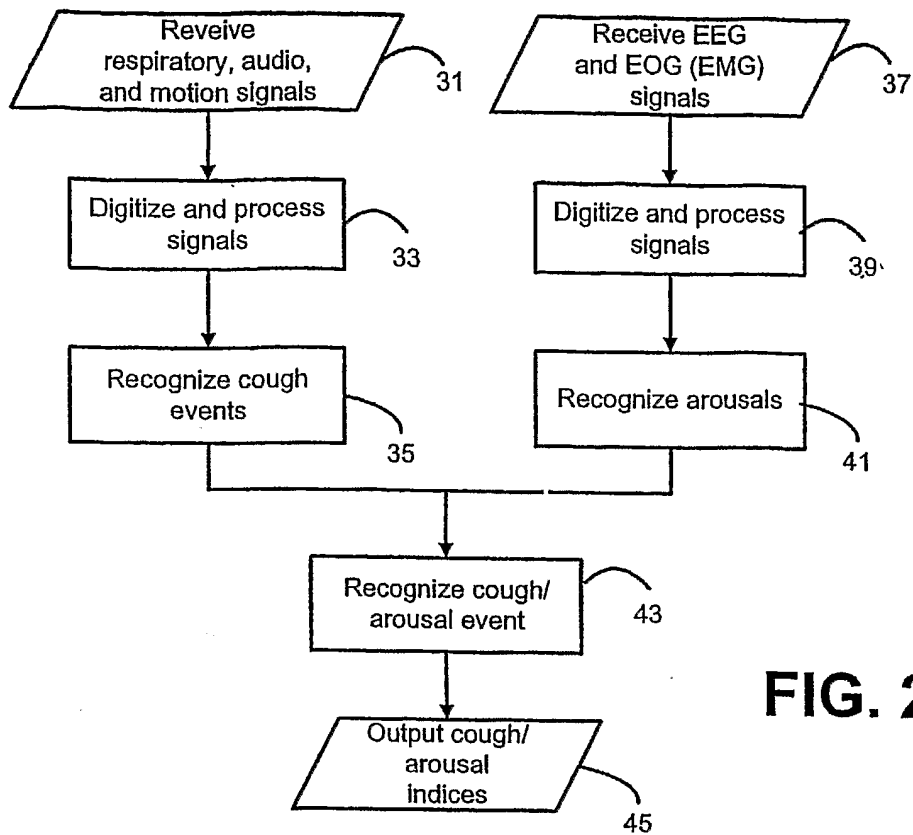 Reveive
respiratory, audio,
and motion signals
31
Receive EEG
and EOG (EMG)
signals
37
Digitize and process
signals
33
Digitize and process
signals
39
Recognize cough
events
35
Recognize arousals
41
Recognize cough/
arousal event
43
Output cough/
arousal
indices
45
FIG. 2